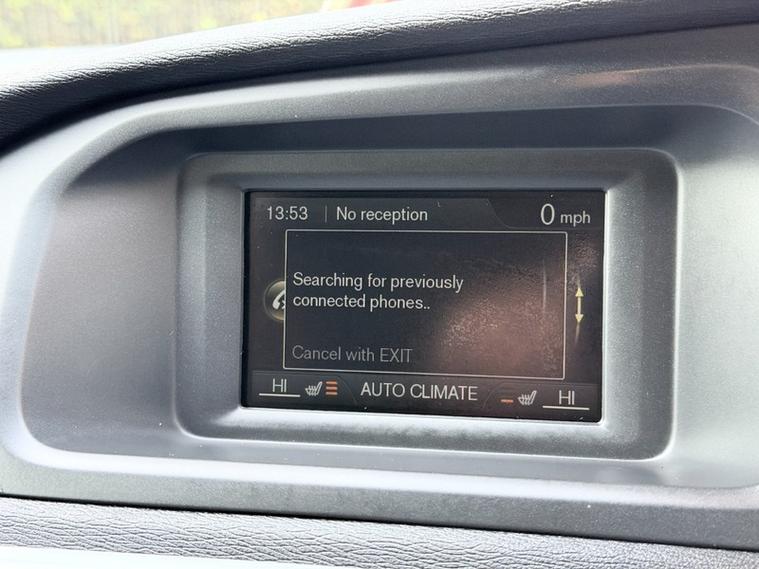 13:53 No reception 0 mph
Searching for previously
connected phones..
Cancel with EXIT
HI AUTO CLIMATE HI